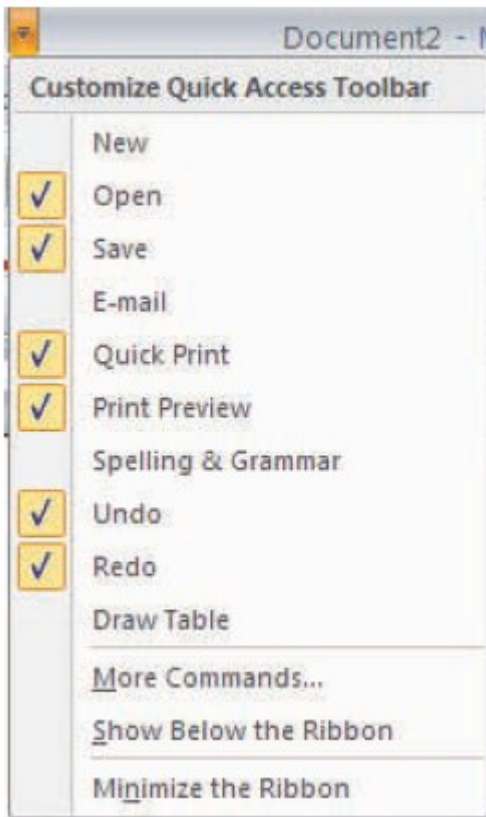 Document2 -
Customize Quick Access Toolbar
New
Open
Save
E-mail
Quick Print
Print Preview
Spelling & Grammar
Undo
Redo
Draw Table
More Commands...
Show Below the Ribbon
Minimize the Ribbon